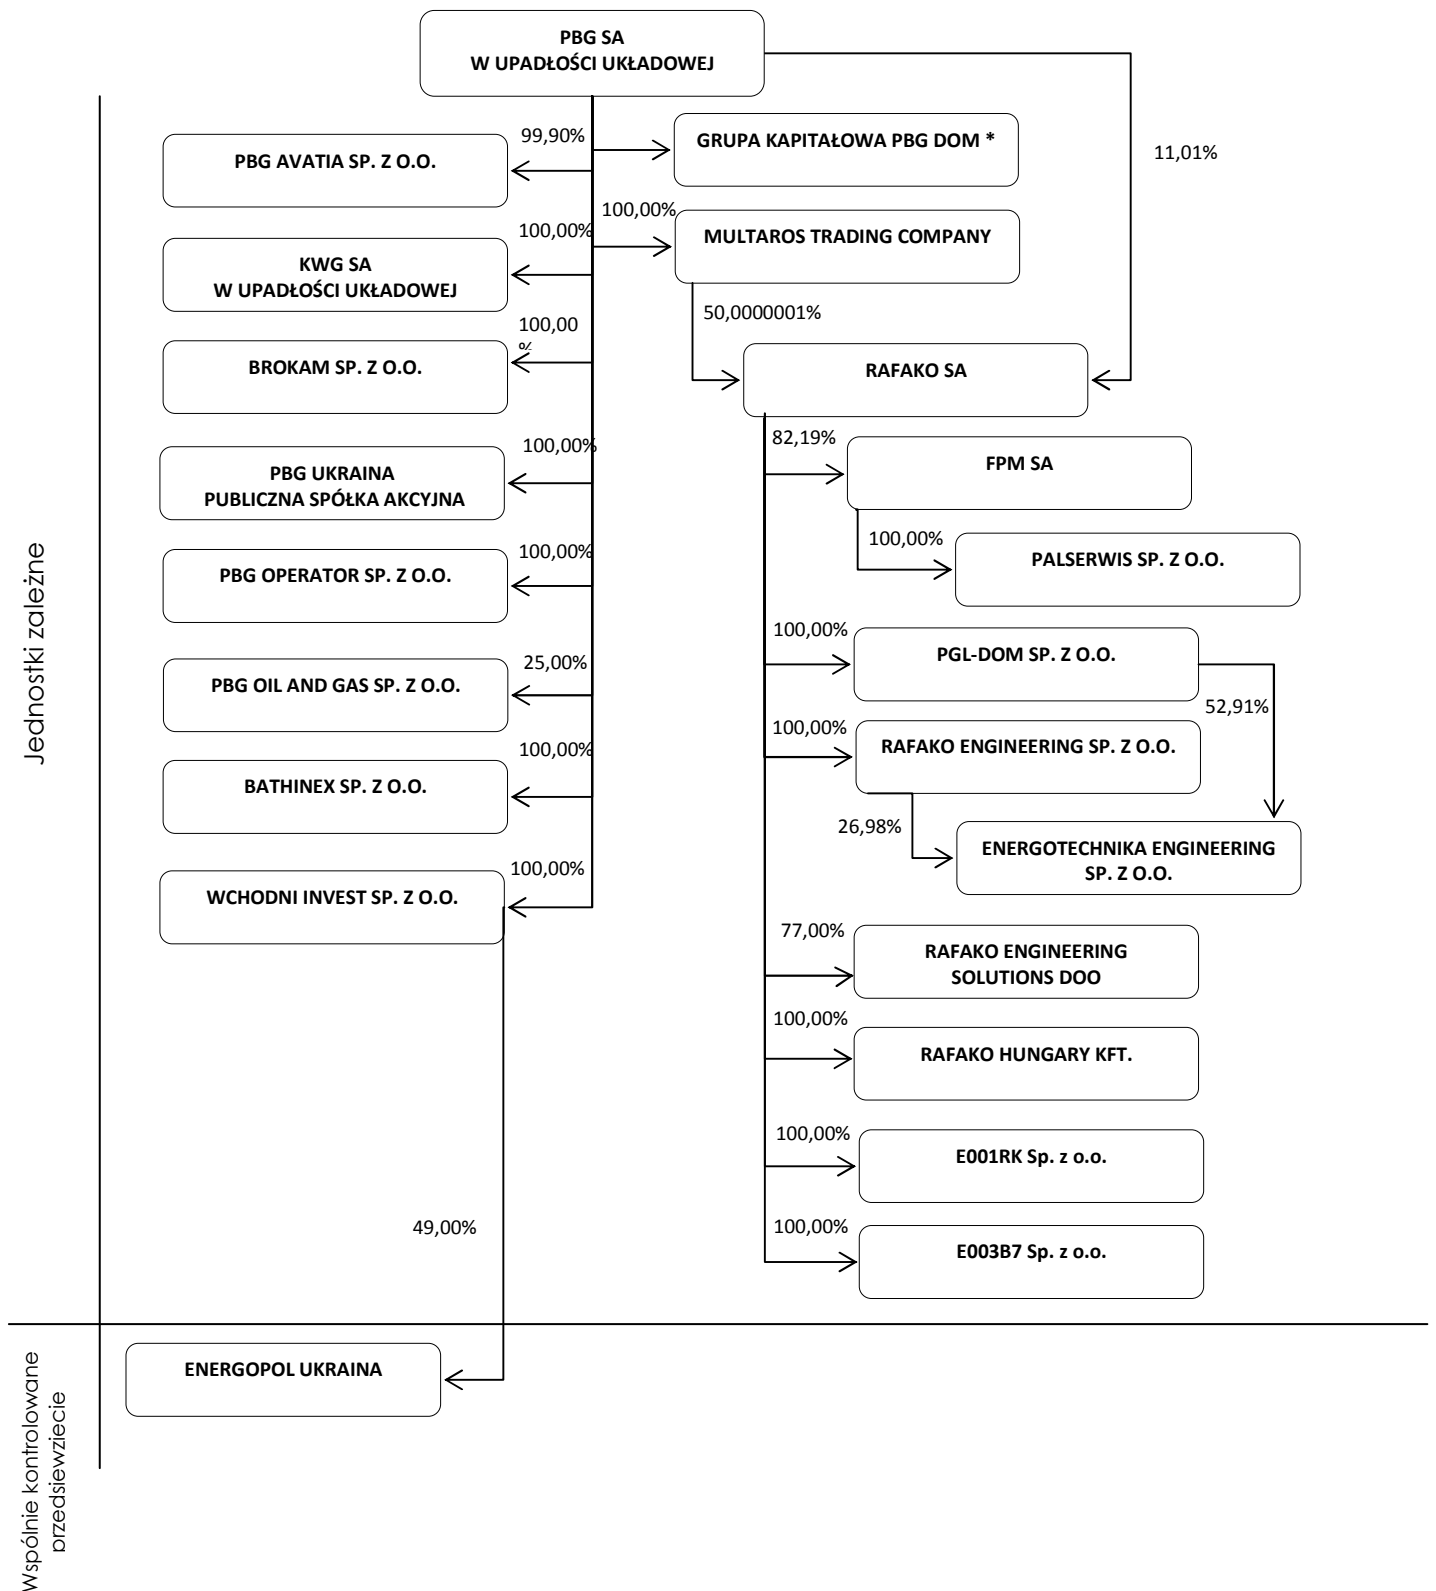 PBG SA
W UPADŁOŚCI UKŁADOWEJ
99,90%
PBG AVATIA SP. Z O.O.
GRUPA KAPITAŁOWA PBG DOM *
11,01%
100,00%
KWG SA
W UPADŁOŚCI UKŁADOWEJ
100,00%
MULTAROS TRADING COMPANY
50,0000001%
100,00
%
BROKAM SP. Z O.O.
RAFAKO SA
100,00%
PBG UKRAINA
PUBLICZNA SPÓŁKA AKCYJNA
82,19%
FPM SA
100,00%
PALSERWIS SP. Z O.O.
100,00%
PBG OPERATOR SP. Z O.O.
25,00%
PBG OIL AND GAS SP. Z O.O.
100,00%
PGL-DOM SP. Z O.O.
52,91%
100,00%
BATHINEX SP. Z O.O.
100,00%
RAFAKO ENGINEERING SP. Z O.O.
26,98%
ENERGOTECHNIKA ENGINEERING
SP. Z O.O.
100,00%
WCHODNI INVEST SP. Z O.O.
77,00%
RAFAKO ENGINEERING
SOLUTIONS DOO
100,00%
RAFAKO HUNGARY KFT.
100,00%
E001RK Sp. z o.o.
49,00%
100,00%
E003B7 Sp. z o.o.
Jednostki zależne
ENERGOPOL UKRAINA
Wspólnie kontrolowane
przedsiewziecie